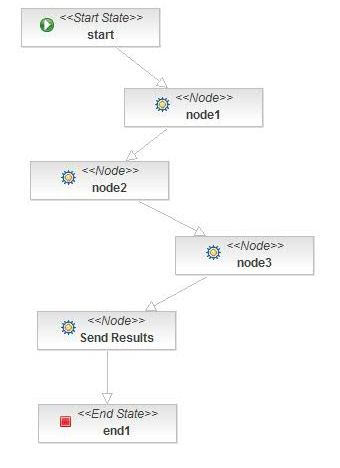 <<Start State>>
start
<<Node>>
node1
<<Node>>
node2
<<Node>>
node3
<<Node>>
Send Results
<<End State>>
end1